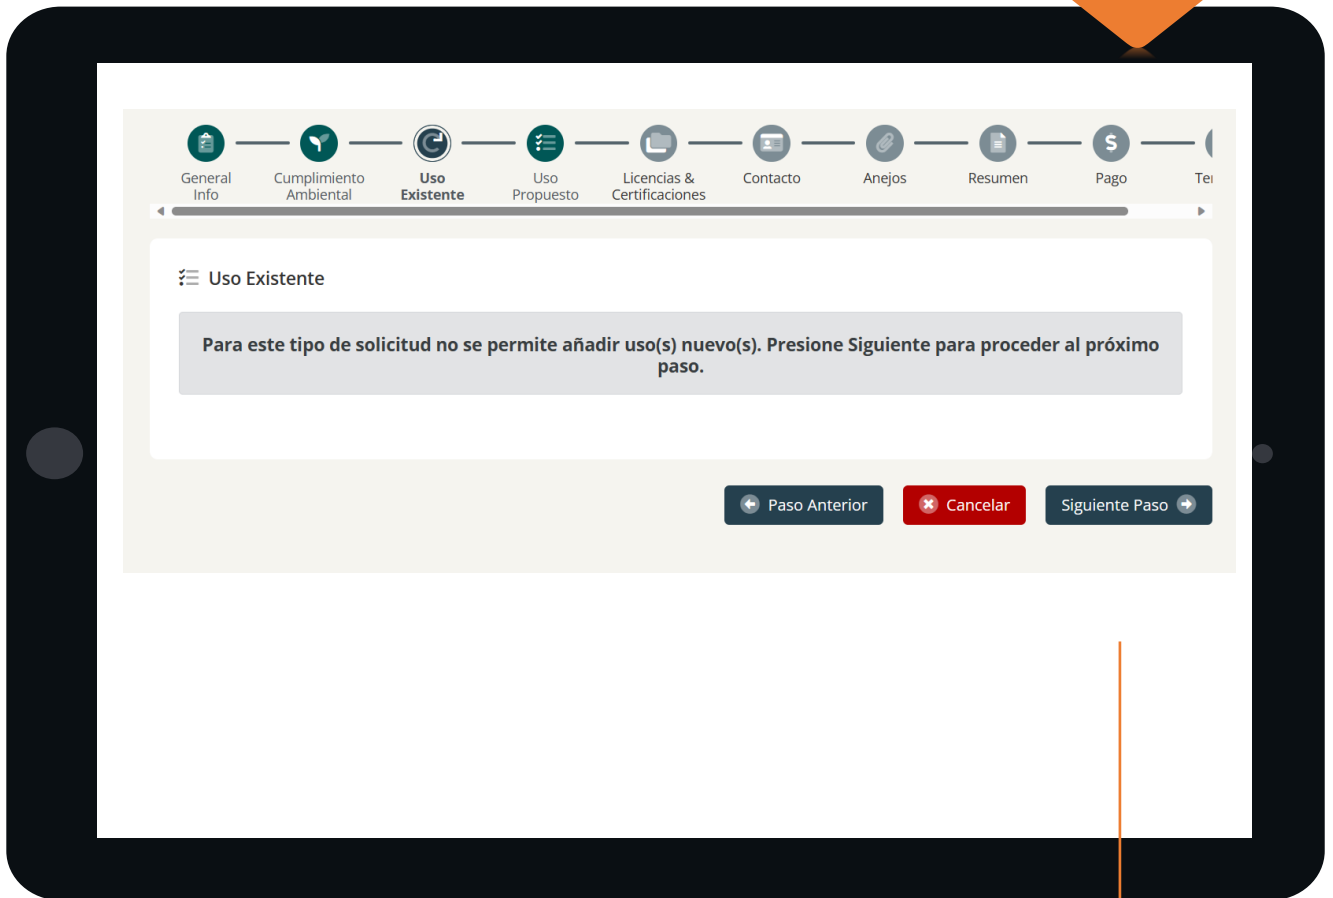 General
Info
Cumplimiento
Ambiental
Uso
Existente
Uso
Propuesto
Licencias &
Certificaciones
Contacto
Anejos
Resumen
Pago
Uso Existente
Para este tipo de solicitud no se permite añadir uso(s) nuevo(s). Presione Siguiente para proceder al próximo
paso.
Paso Anterior
Cancelar
Siguiente Paso